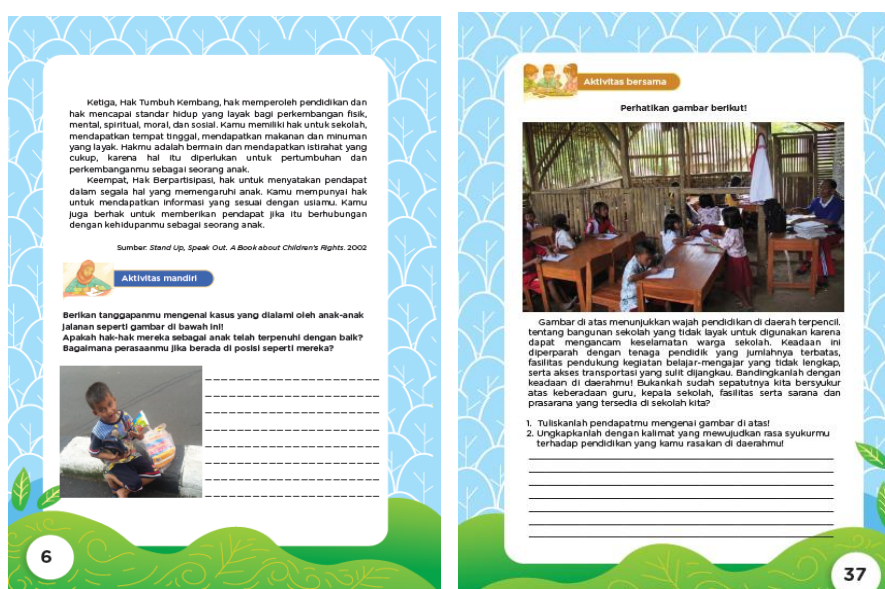 Ketiga, Hak Tumbuh Kembang, hak memperoleh pendidikan dan
hak mencapai standar hidup yang layak bagi perkembangan fisik,
mental, spiritual, moral, dan sosial. Kamu memiliki hak untuk sekolah,
mendapatkan tempat tinggal, mendapatkan makanan dan minuman
yang layak. Hakmu adalah bermain dan mendapatkan istirahat yang
cukup, karena hal itu diperlukan untuk pertumbuhan dan
perkembanganmu sebagai seorang anak.
Keempat, Hak Berpartisipasi, hak untuk menyatakan pendapat
dalam segala hal yang memengaruhi anak. Kamu mempunyai hak
untuk mendapatkan informasi yang sesuai dengan usiamu. Kamu
juga berhak untuk memberikan pendapat jika itu berhubungan
dengan kehidupanmu sebagai seorang anak.
Sumber: Stand Up, Speak Out. A Book about Children's Rights. 2002
Aktivitas mandiri
Berikan tanggapanmu mengenai kasus yang dialami oleh anak-anak
jalanan seperti gambar di bawah ini!
Apakah hak-hak mereka sebagai anak telah terpenuhi dengan baik?
Bagaimana perasaanmu jika berada di posisi seperti mereka?
6
Aktivitas bersama
Perhatikan gambar berikut!
Gambar di atas menunjukkan wajah pendidikan di daerah terpencil.
tentang bangunan sekolah yang tidak layak untuk digunakan karena
dapat mengancam keselamatan warga sekolah. Keadaan ini
diperparah dengan tenaga pendidik yang jumlahnya terbatas,
fasilitas pendukung kegiatan belajar-mengajar yang tidak lengkap,
serta akses transportasi yang sulit dijangkau. Bandingkanlah dengan
keadaan di daerahmu! Bukankah sudah sepatutnya kita bersyukur
atas keberadaan guru, kepala sekolah, fasilitas serta sarana dan
prasarana yang tersedia di sekolah kita?
1. Tuliskanlah pendapatmu mengenai gambar di atas!
2. Ungkapkanlah dengan kalimat yang mewujudkan rasa syukurmu
terhadap pendidikan yang kamu rasakan di daerahmu!
37